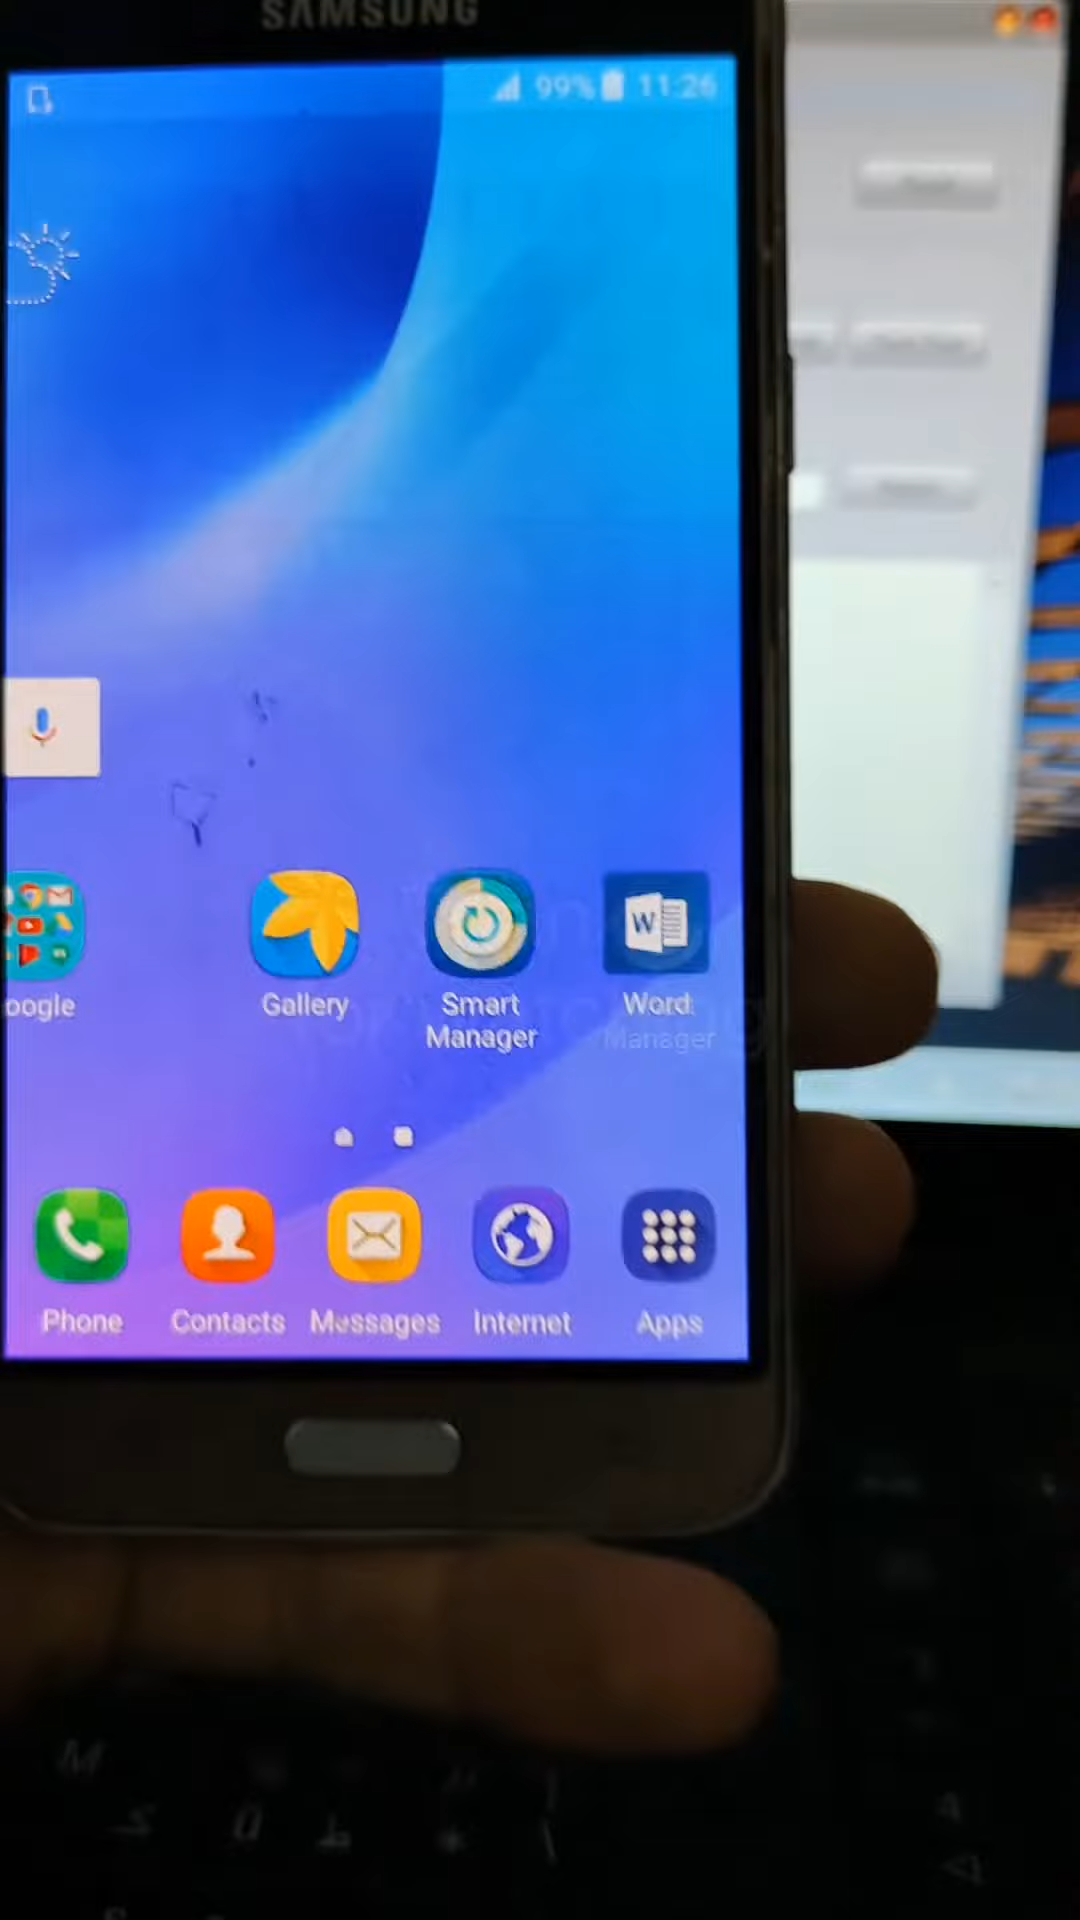 SAMSUNG
99% 11:26
oogle
Gallery
Smart
Manager
Word
Manager
Phone
Contacts
Messages
Internet
Apps